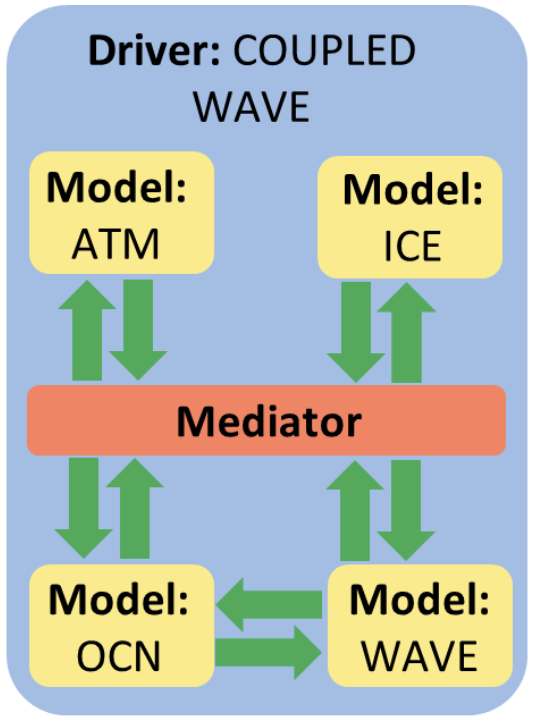 Driver: COUPLED
WAVE
Model:
ATM
Model:
ICE
Mediator
Model:
OCN
Model:
WAVE